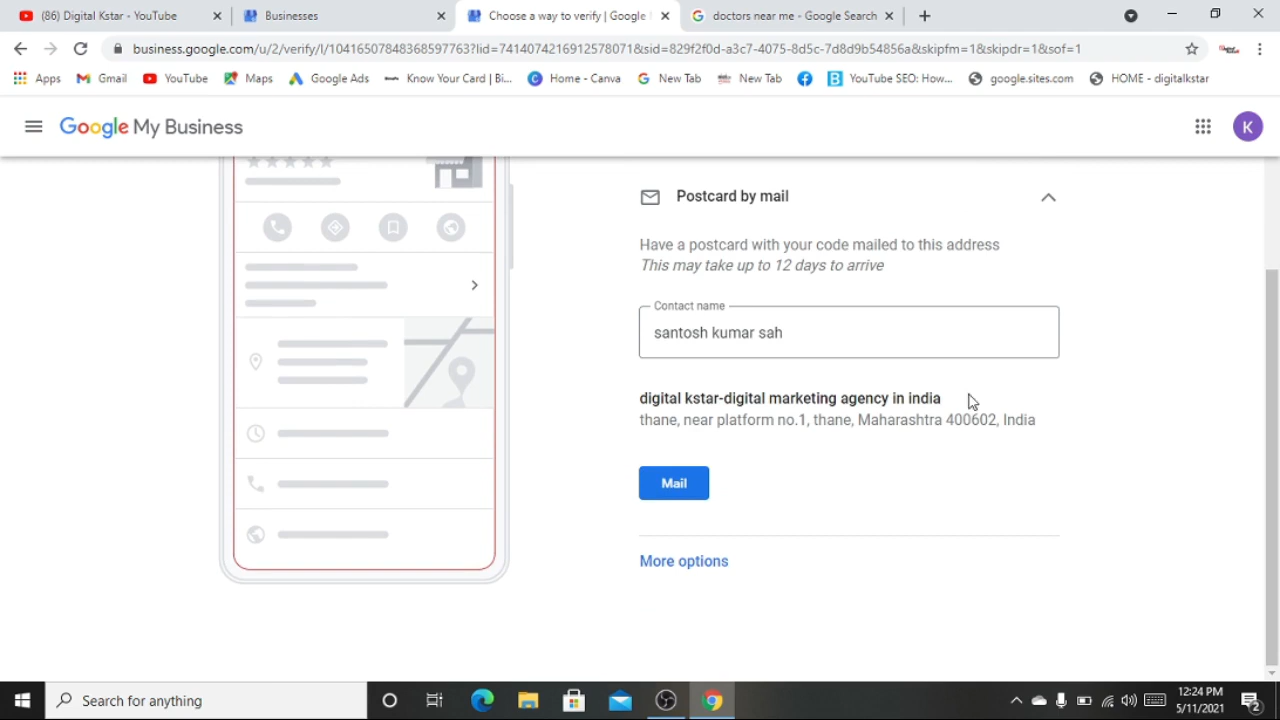 (86) Digital Kstar - YouTube
Businesses
Choose a way to verify | Google
doctors near me - Google Search
business.google.com/u/2/verify/l/10416507848368597763?lid=7414074216912578071&sid=829f2f0d-a3c7-4075-8d5c-7d8d9b54856a&skipfm=1&skipdr=1&sof=1
Apps
Gmail
YouTube
Maps
Google Ads
Know Your Card | Bi...
Home - Canva
New Tab
New Tab
YouTube SEO: How...
google.sites.com
HOME - digitalkstar
Google My Business
K
Postcard by mail
Have a postcard with your code mailed to this address
This may take up to 12 days to arrive
Contact name
santosh kumar sah
digital kstar-digital marketing agency in india
thane, near platform no.1, thane, Maharashtra 400602, India
Mail
More options
Search for anything
12:24 PM
5/11/2021
2